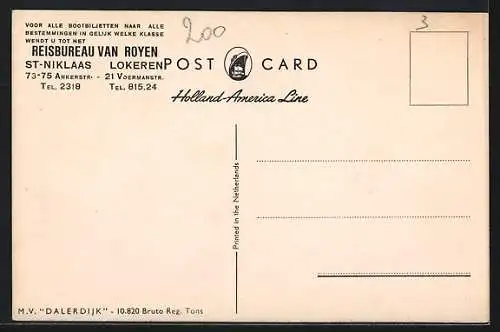 VOOR ALLE BOOTBILJETTEN NAAR ALLE
BESTEMMINGEN IN GELIJK WELKE KLASSE
WENDT U TOT HET
REISBUREAU VAN ROYEN
ST-NIKLAAS LOKEREN
73-75 ANKERSTR. - 21 VOERMANSTR.
TEL. 2318 TEL. 815.24
200
3
POST CARD
Holland-America Line
Printed in the Netherlands
M.V. "DALERDIJK" - 10.820 Bruto Reg. Tons